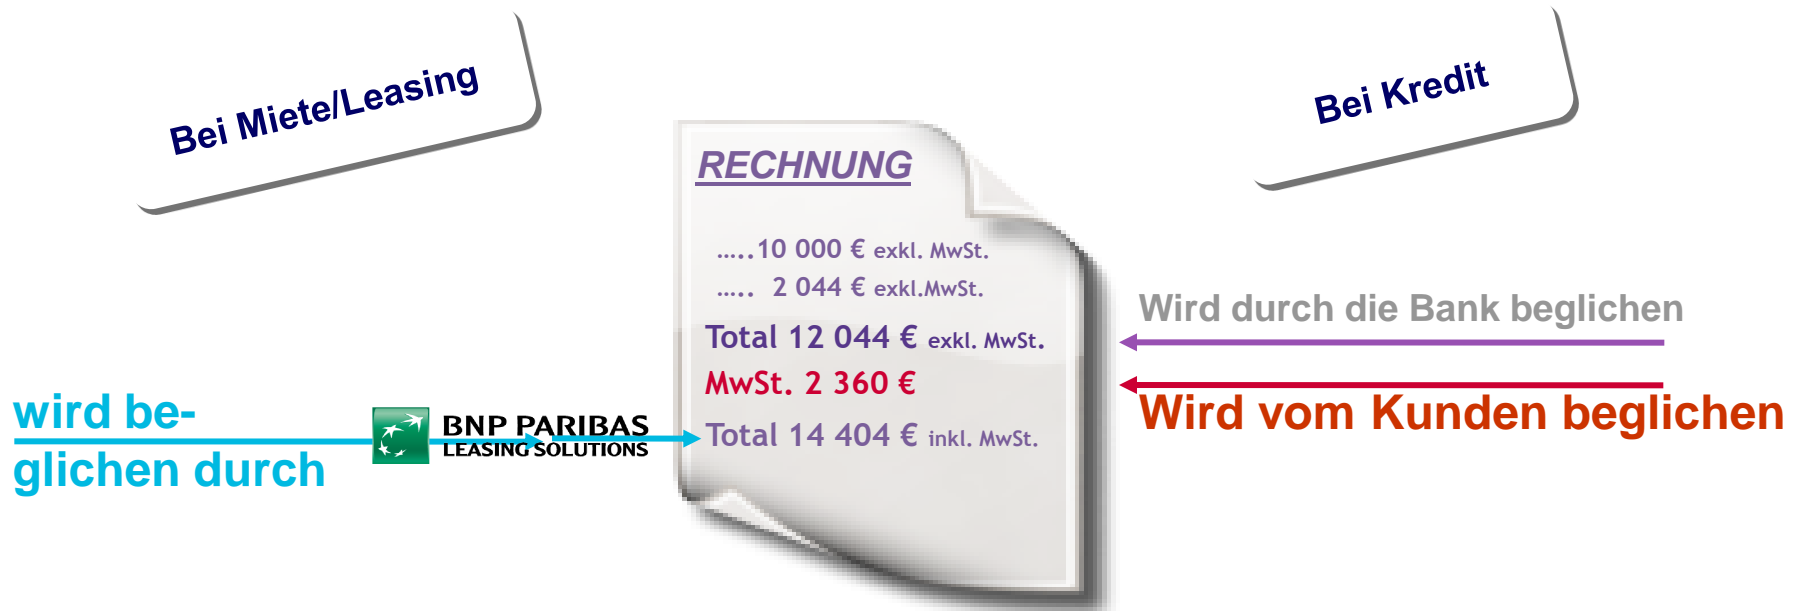 Bei Miete/Leasing
Bei Kredit
RECHNUNG
.....10 000 € exkl. MwSt.
..... 2 044 € exkl.MwSt.
Total 12 044 € exkl. MwSt.
MwSt. 2 360 €
Total 14 404 € inkl. MwSt.
wird be-
glichen durch
BNP PARIBAS
LEASING SOLUTIONS
Wird durch die Bank beglichen
Wird vom Kunden beglichen